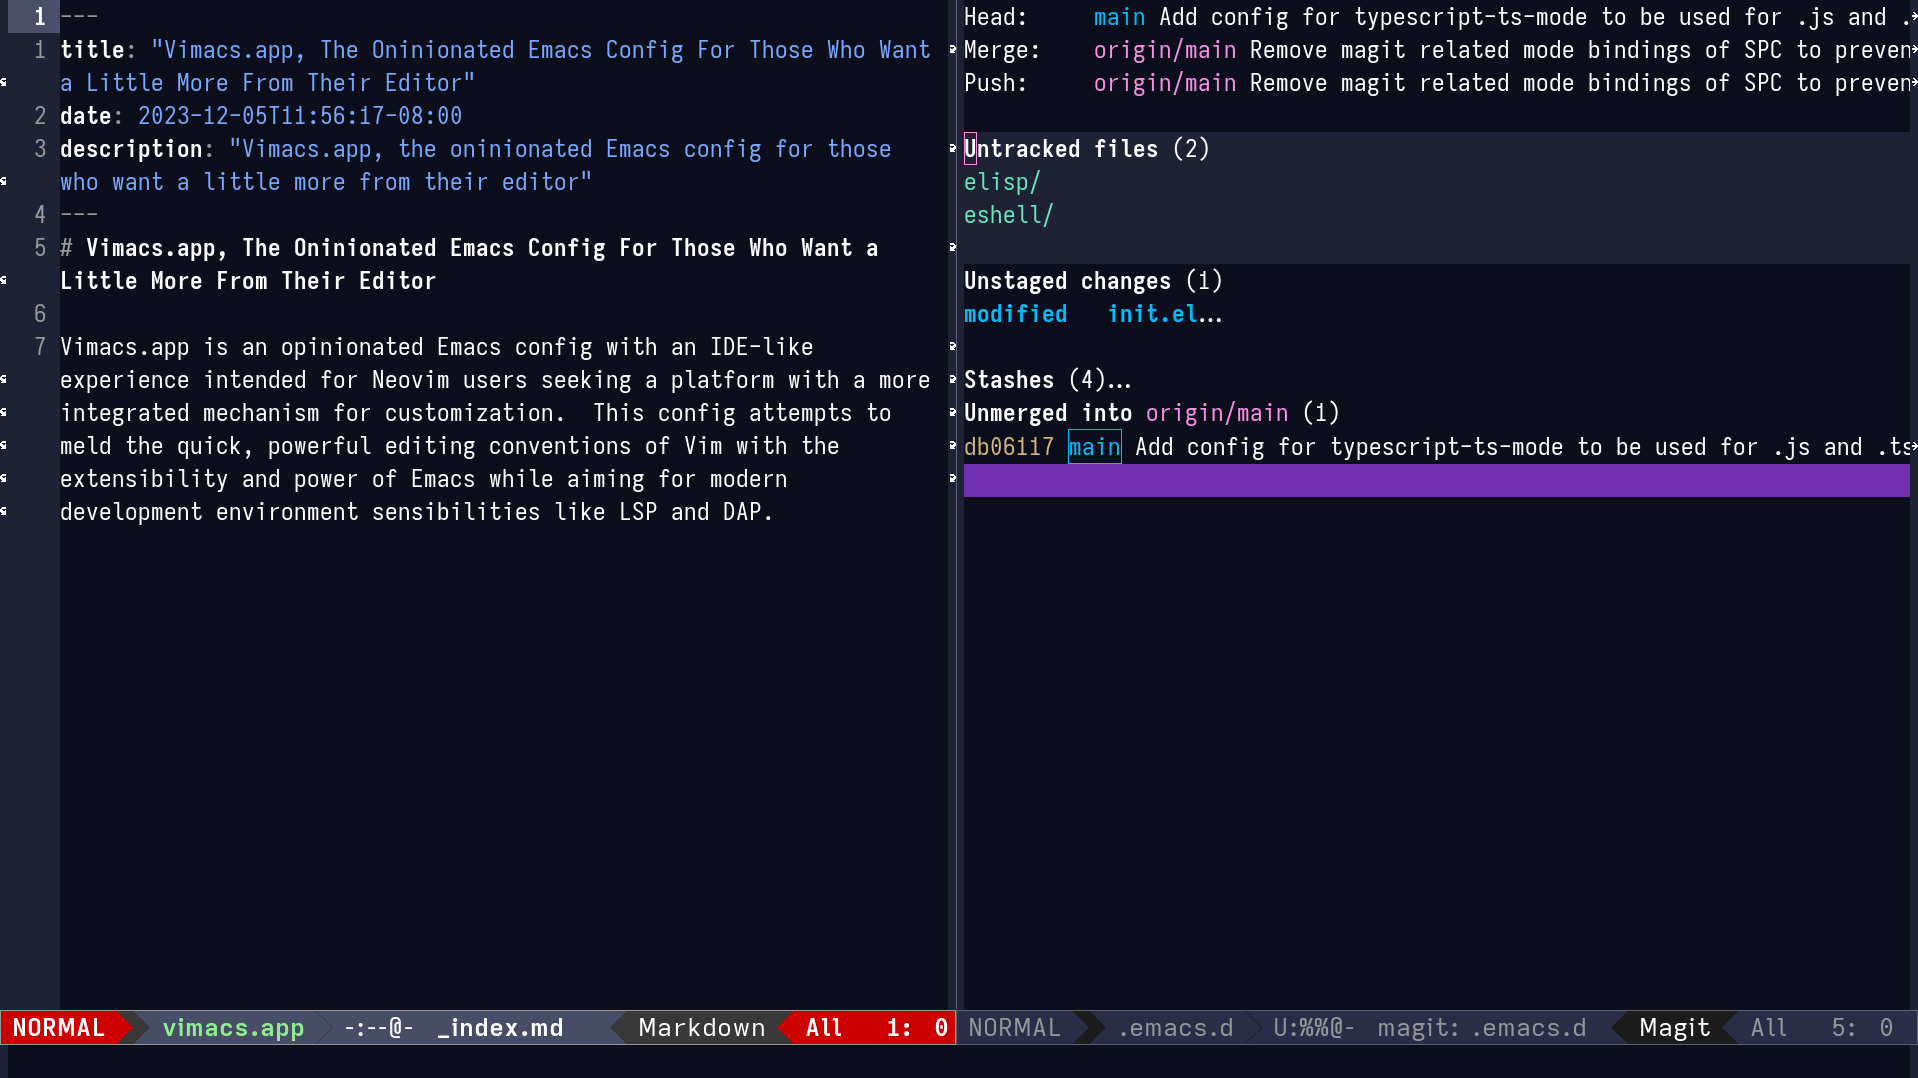 1 ---
1 title: "Vimacs.app, The Oninionated Emacs Config For Those Who Want
a Little More From Their Editor"
2 date: 2023-12-05T11:56:17-08:00
3 description: "Vimacs.app, the oninionated Emacs config for those
who want a little more from their editor"
4 ---
5 # Vimacs.app, The Oninionated Emacs Config For Those Who Want a
Little More From Their Editor
6
7 Vimacs.app is an opinionated Emacs config with an IDE-like
experience intended for Neovim users seeking a platform with a more
integrated mechanism for customization.  This config attempts to
meld the quick, powerful editing conventions of Vim with the
extensibility and power of Emacs while aiming for modern
development environment sensibilities like LSP and DAP.
NORMAL vimacs.app -:--@- _index.md Markdown All 1: 0
Head: main Add config for typescript-ts-mode to be used for .js and .
Merge: origin/main Remove magit related mode bindings of SPC to preven
Push: origin/main Remove magit related mode bindings of SPC to preven
Untracked files (2)
elisp/
eshell/
Unstaged changes (1)
modified init.el...
Stashes (4)...
Unmerged into origin/main (1)
db06117 main Add config for typescript-ts-mode to be used for .js and .ts
NORMAL .emacs.d U:%%@- magit: .emacs.d Magit All 5: 0